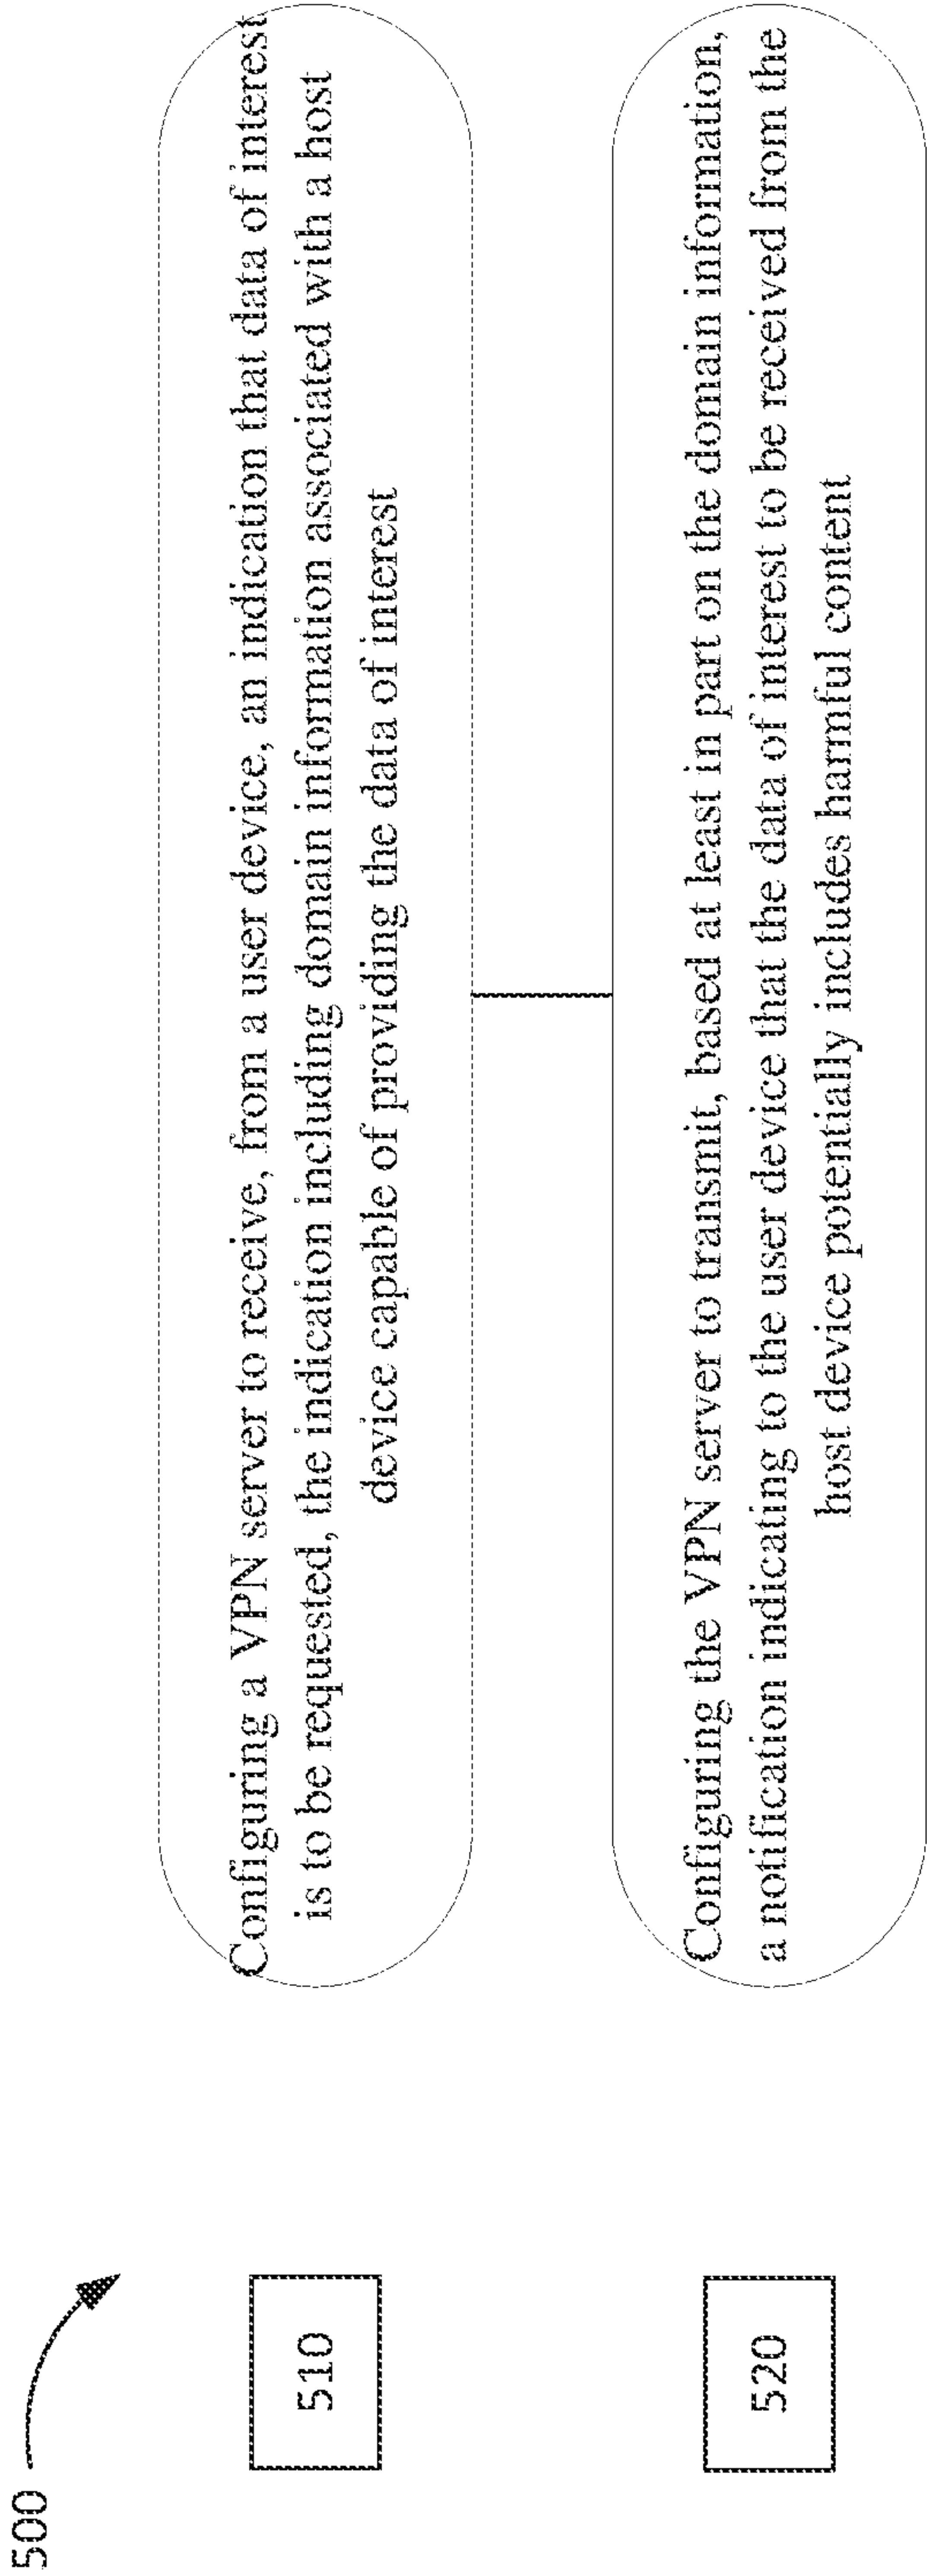 500
510
Configuring a VPN server to receive, from a user device, an indication that data of interest
is to be requested, the indication including domain information associated with a host
device capable of providing the data of interest
520
Configuring the VPN server to transmit, based at least in part on the domain information,
a notification indicating to the user device that the data of interest to be received from the
host device potentially includes harmful content